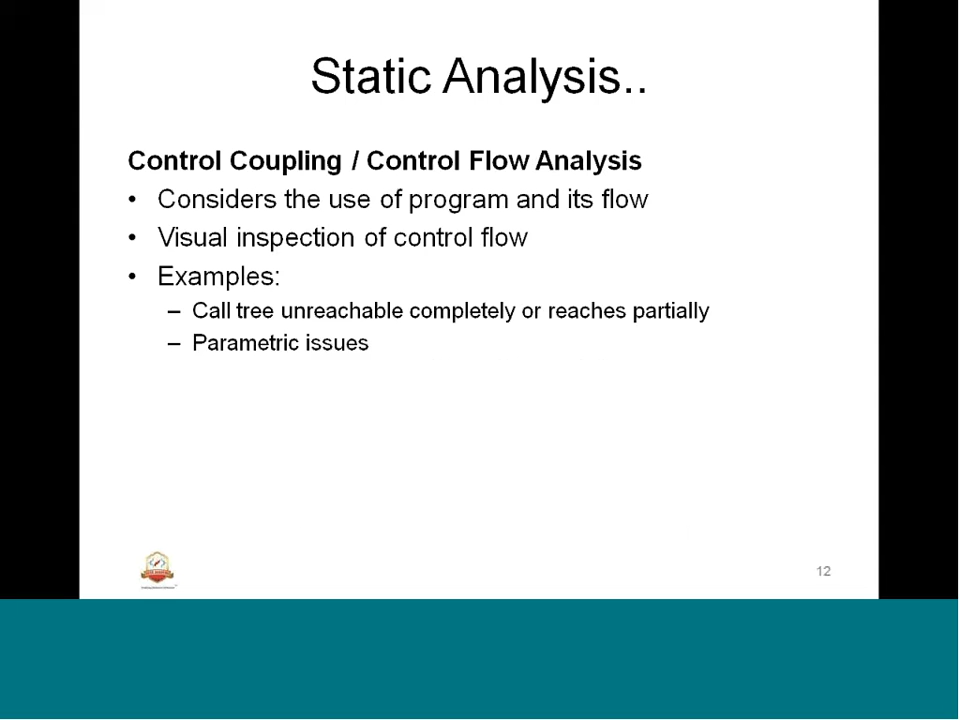 Static Analysis..
Control Coupling / Control Flow Analysis
• Considers the use of program and its flow
• Visual inspection of control flow
• Examples:
– Call tree unreachable completely or reaches partially
– Parametric issues
12